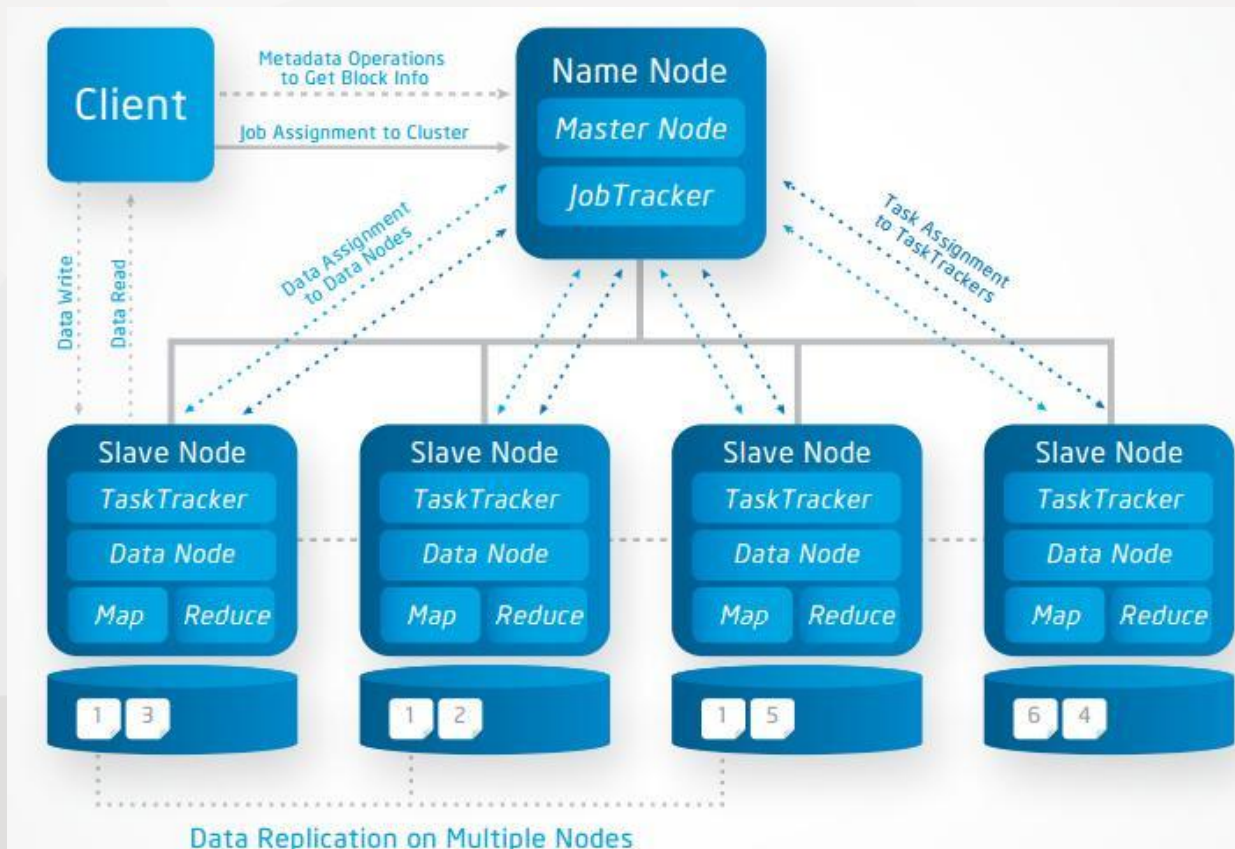 Client
Metadata Operations
to Get Block Info
Job Assignment to Cluster
Name Node
Master Node
JobTracker
Data Write
Data Read
Data Assignment
to Data Nodes
Task Assignment
to TaskTrackers
Slave Node
TaskTracker
Data Node
Map Reduce
1 3
Slave Node
TaskTracker
Data Node
Map Reduce
1 2
Slave Node
TaskTracker
Data Node
Map Reduce
1 5
Slave Node
TaskTracker
Data Node
Map Reduce
6 4
Data Replication on Multiple Nodes